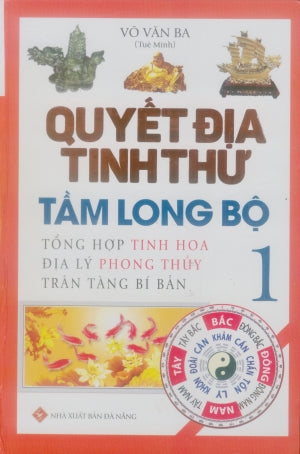 VÕ VĂN BA
(Tuệ Minh)
QUYẾT ĐỊA
TINH THƯ
TẦM LONG BỘ
TỔNG HỢP TINH HOA
ĐỊA LÝ PHONG THỦY
TRÂN TÀNG BÍ BẢN
1
BẮC
ĐÔNG BẮC
ĐÔNG
ĐÔNG NAM
NAM
TÂY NAM
TÂY
TÂY BẮC
KHẢM
CẤN
CHẤN
TỐN
LY
KHÔN
ĐOÀI
CÀN
NHÀ XUẤT BẢN ĐÀ NẴNG